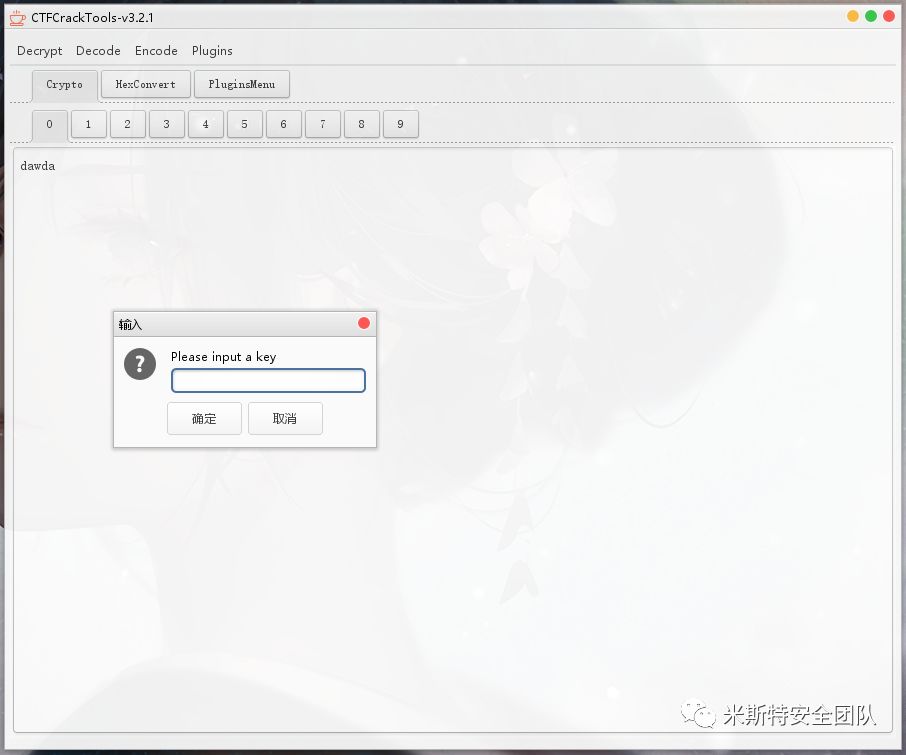 CTFCrackTools-v3.2.1
Decrypt Decode Encode Plugins
Crypto HexConvert PluginsMenu
0 1 2 3 4 5 6 7 8 9
dawda
输入
?
Please input a key
确定 取消
米斯特安全团队